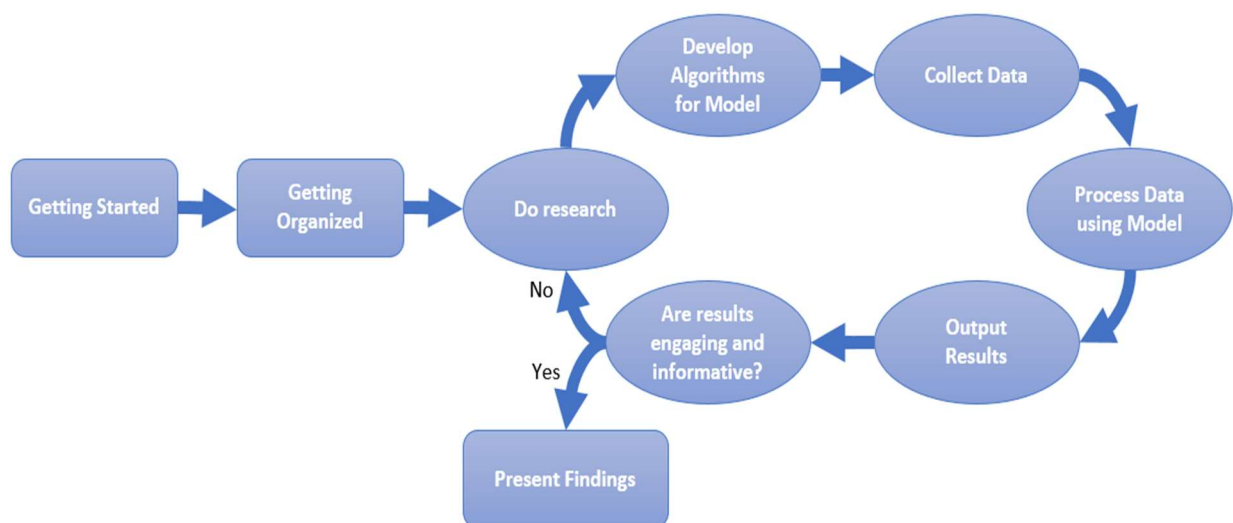 Getting Started
Getting
Organized
Do research
Develop
Algorithms
for Model
Collect Data
Process Data
using Model
Output
Results
Are results
engaging and
informative?
No
Yes
Present Findings